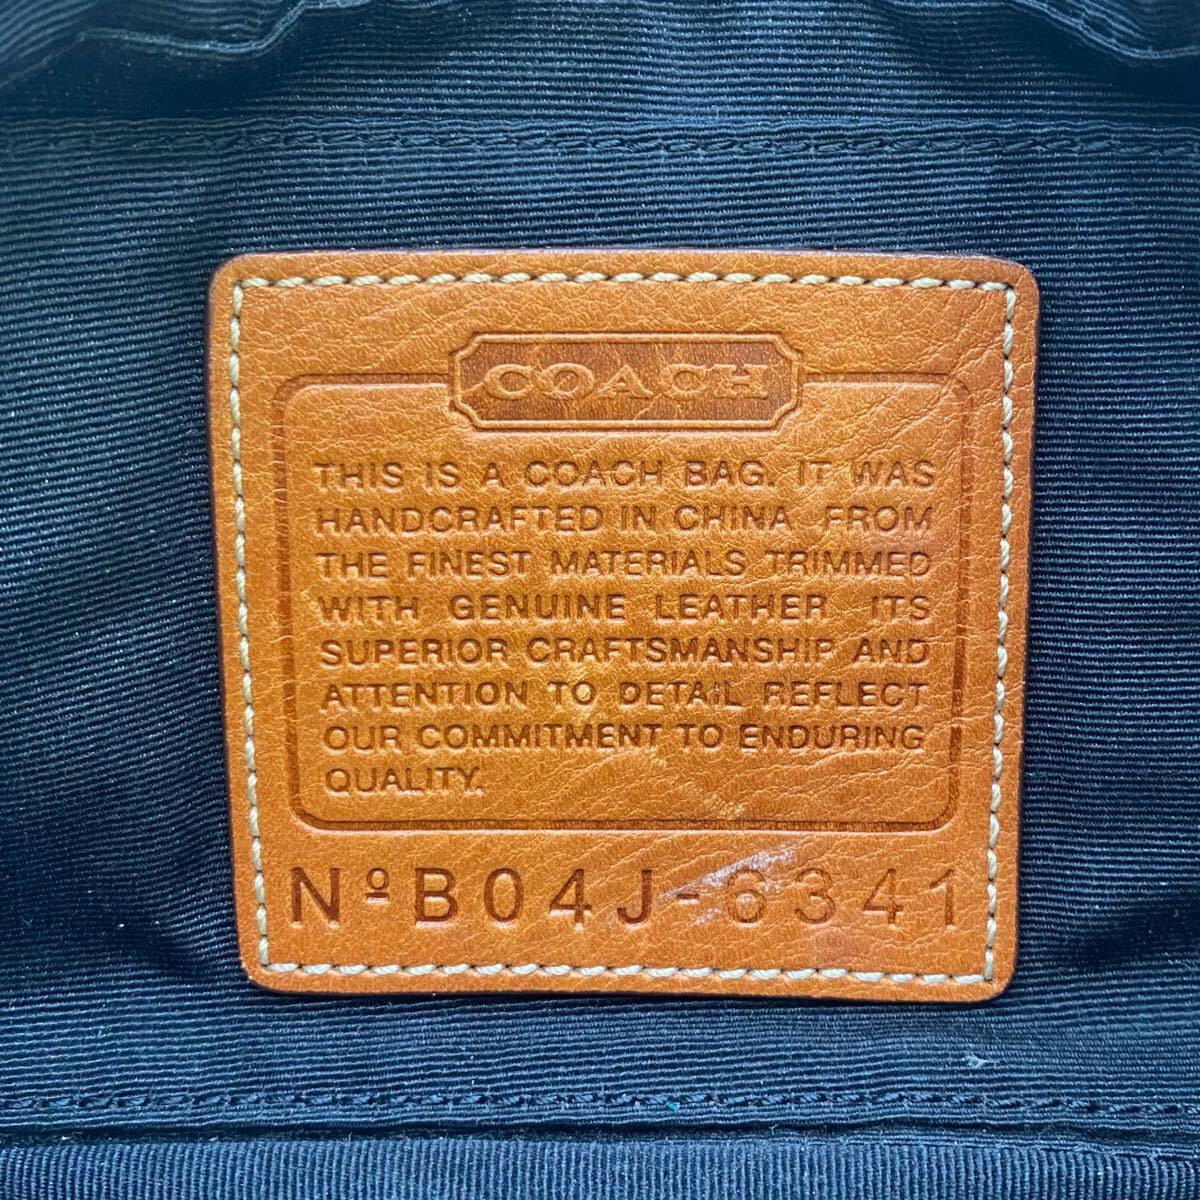 COACH
THIS IS A COACH BAG. IT WAS
HANDCRAFTED IN CHINA FROM
THE FINEST MATERIALS TRIMMED
WITH GENUINE LEATHER ITS
SUPERIOR CRAFTSMANSHIP AND
ATTENTION TO DETAIL REFLECT
OUR COMMITMENT TO ENDURING
QUALITY.
Nº B04J-6341